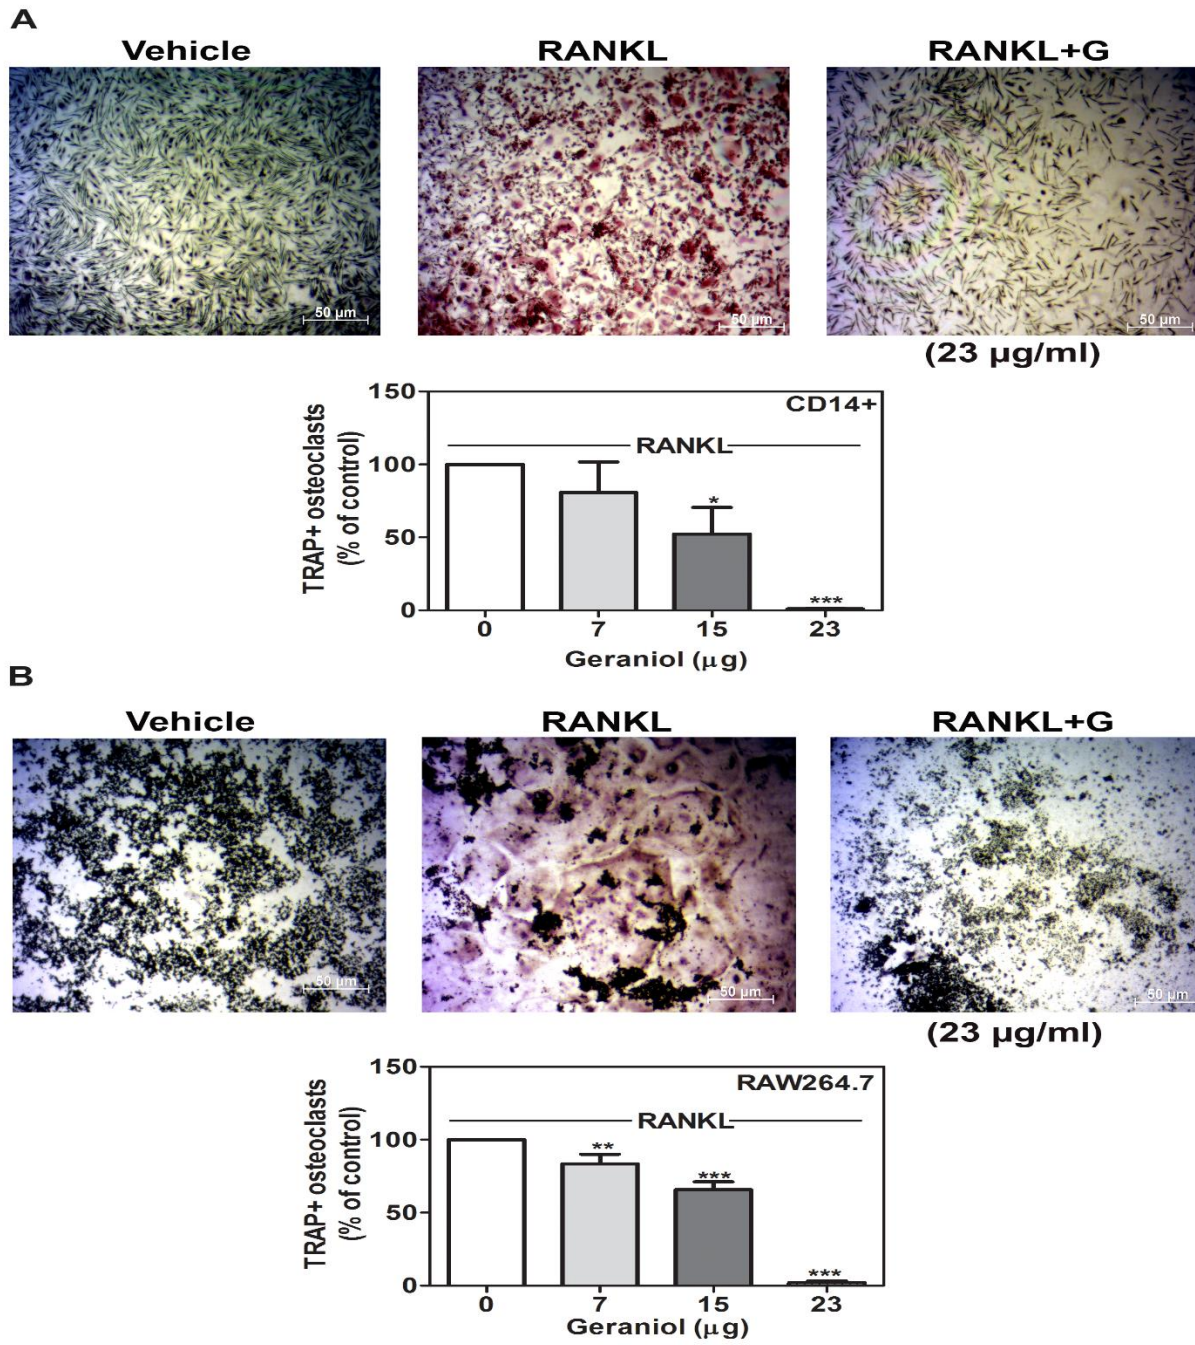 A
Vehicle RANKL RANKL+G
50 µm 50 µm 50 µm
(23 µg/ml)
150
100
50
0
TRAP+ osteoclasts
(% of control)
CD14+
RANKL
*
***
0 7 15 23
Geraniol (µg)
B
Vehicle RANKL RANKL+G
50 µm 50 µm 50 µm
(23 µg/ml)
150
100
50
0
TRAP+ osteoclasts
(% of control)
RAW264.7
RANKL
**
***
***
0 7 15 23
Geraniol (µg)